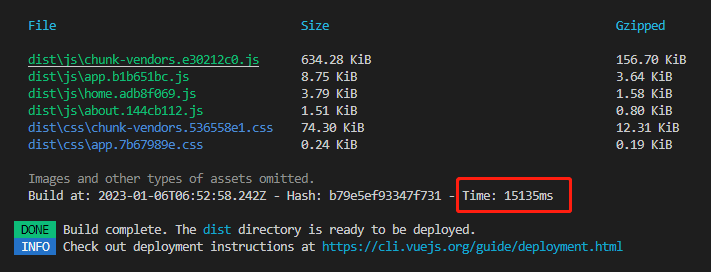 File Size Gzipped
dist\js\chunk-vendors.e30212c0.js 634.28 KiB 156.70 KiB
dist\js\app.b1b651bc.js 8.75 KiB 3.64 KiB
dist\js\home.adb8f069.js 3.79 KiB 1.58 KiB
dist\js\about.144cb112.js 1.51 KiB 0.80 KiB
dist\css\chunk-vendors.536558e1.css 74.30 KiB 12.31 KiB
dist\css\app.7b67989e.css 0.24 KiB 0.19 KiB
Images and other types of assets omitted.
Build at: 2023-01-06T06:52:58.242Z - Hash: b79e5ef93347f731 - Time: 15135ms
DONE Build complete. The dist directory is ready to be deployed.
INFO Check out deployment instructions at https://cli.vuejs.org/guide/deployment.html